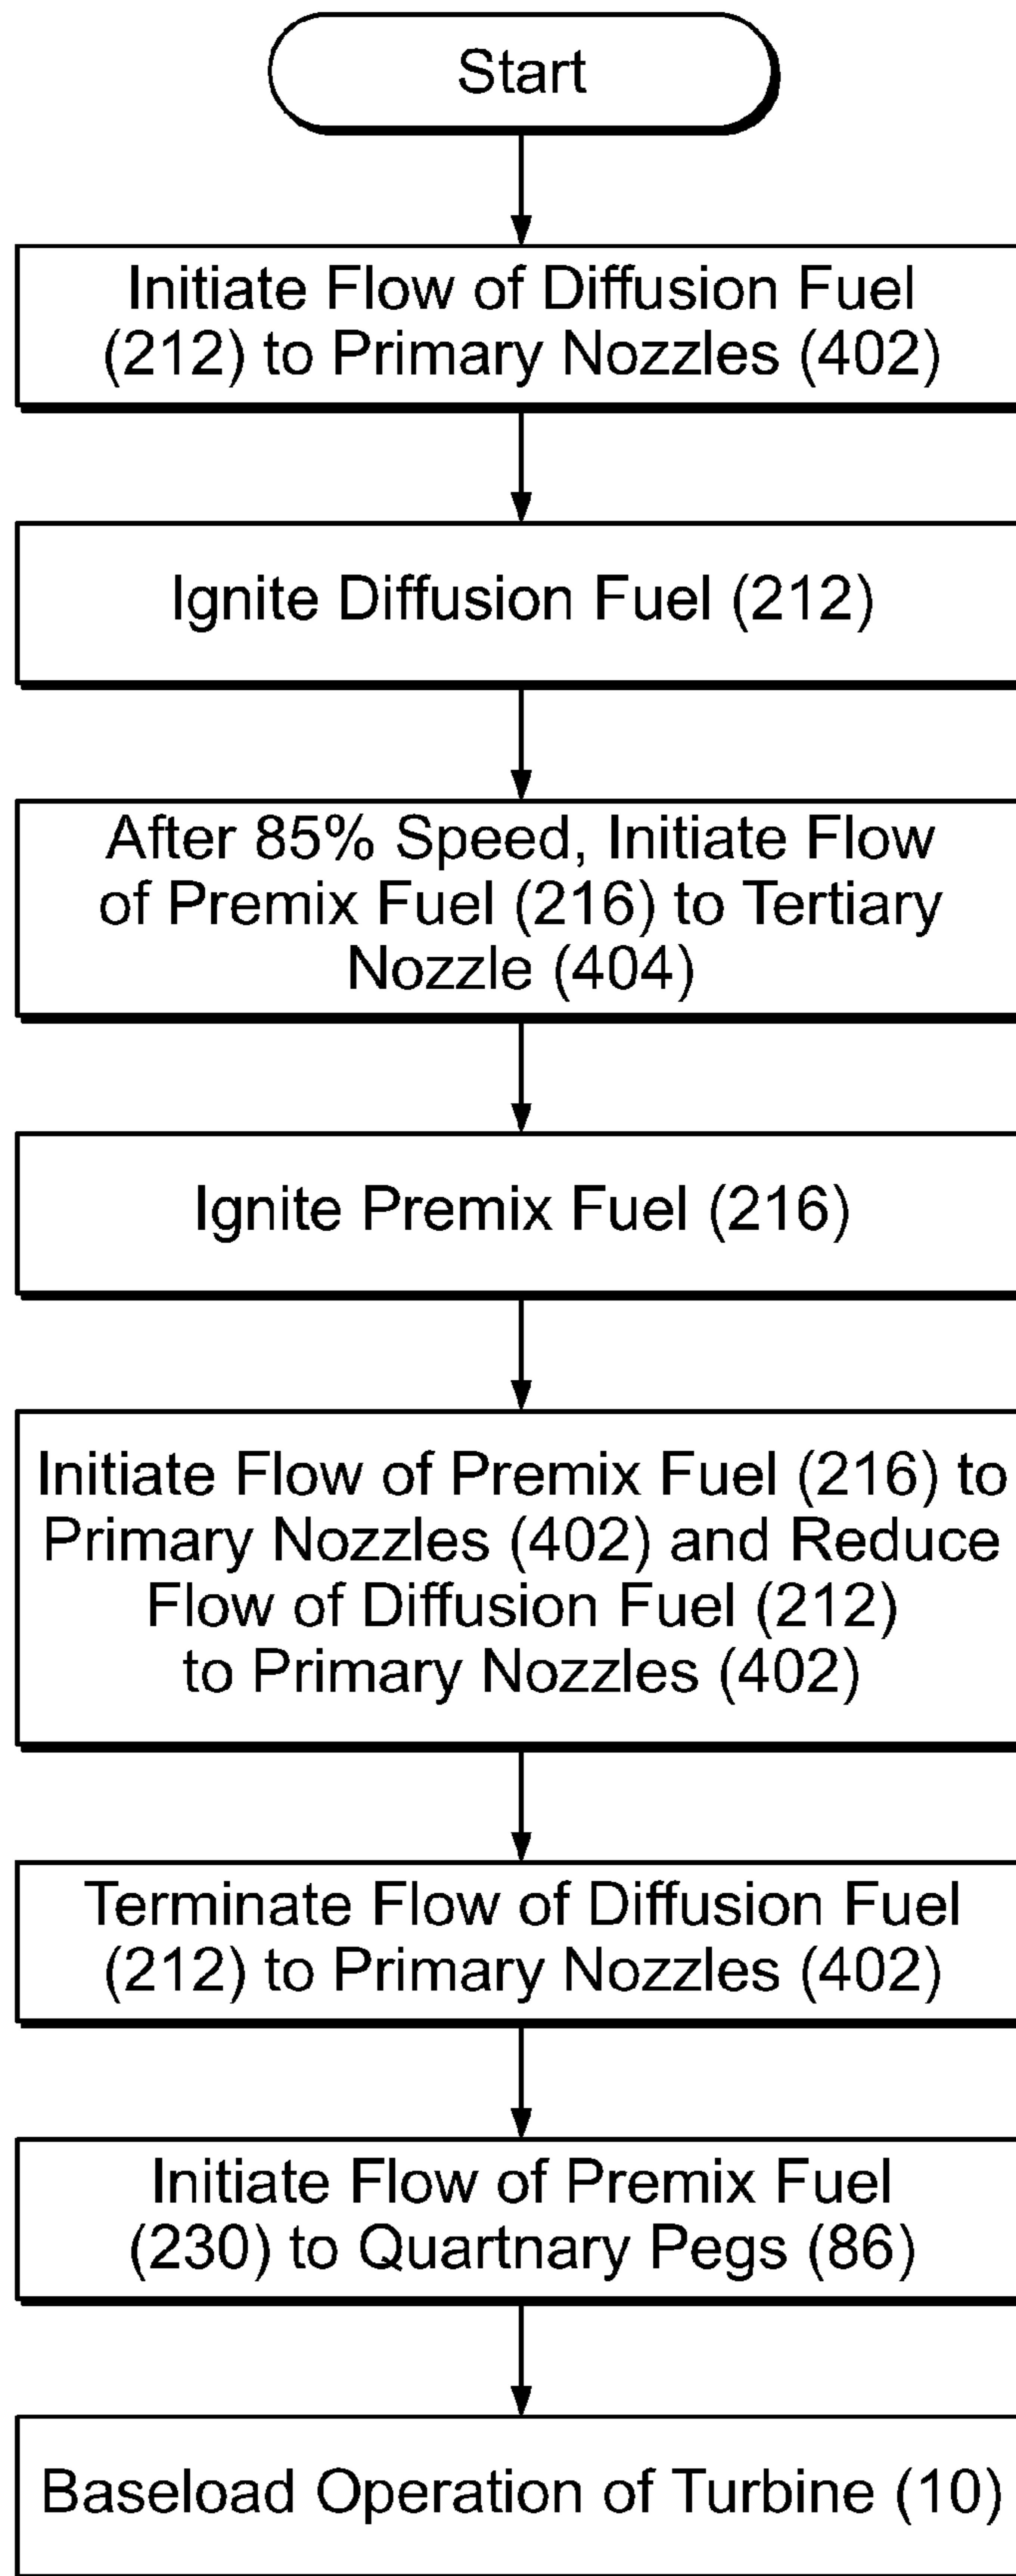 Start
Initiate Flow of Diffusion Fuel
(212) to Primary Nozzles (402)
Ignite Diffusion Fuel (212)
After 85% Speed, Initiate Flow
of Premix Fuel (216) to Tertiary
Nozzle (404)
Ignite Premix Fuel (216)
Initiate Flow of Premix Fuel (216) to
Primary Nozzles (402) and Reduce
Flow of Diffusion Fuel (212)
to Primary Nozzles (402)
Terminate Flow of Diffusion Fuel
(212) to Primary Nozzles (402)
Initiate Flow of Premix Fuel
(230) to Quartnary Pegs (86)
Baseload Operation of Turbine (10)